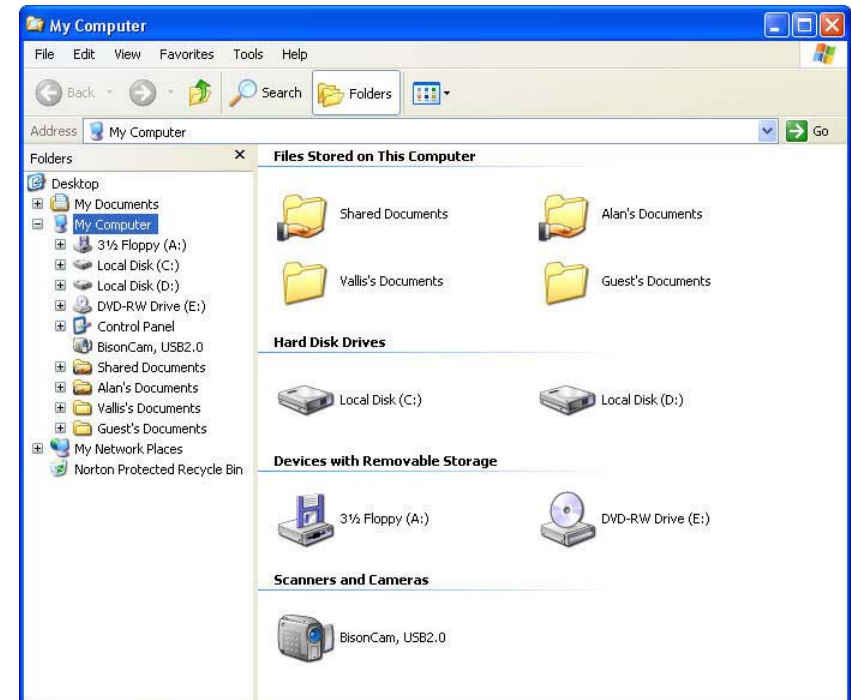 My Computer
File Edit View Favorites Tools Help
Back Search Folders
Address My Computer Go
Folders
Desktop
My Documents
My Computer
3½ Floppy (A:)
Local Disk (C:)
Local Disk (D:)
DVD-RW Drive (E:)
Control Panel
BisonCam, USB2.0
Shared Documents
Alan's Documents
Vallis's Documents
Guest's Documents
My Network Places
Norton Protected Recycle Bin
Files Stored on This Computer
Shared Documents Alan's Documents
Vallis's Documents Guest's Documents
Hard Disk Drives
Local Disk (C:) Local Disk (D:)
Devices with Removable Storage
3½ Floppy (A:) DVD-RW Drive (E:)
Scanners and Cameras
BisonCam, USB2.0